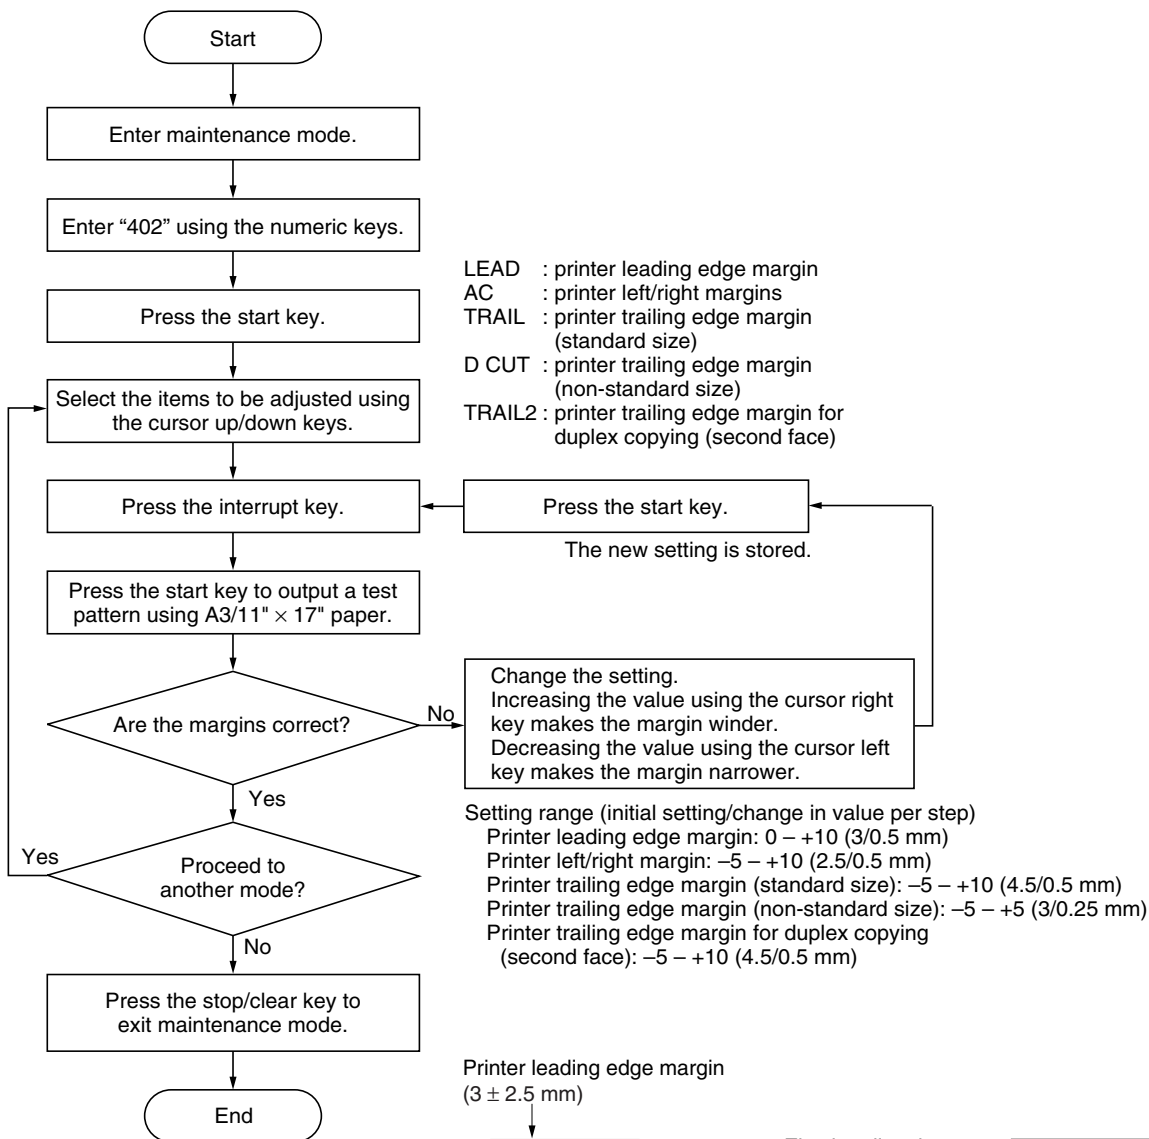 Start
Enter maintenance mode.
Enter “402” using the numeric keys.
Press the start key.
Select the items to be adjusted using
the cursor up/down keys.
LEAD : printer leading edge margin
AC : printer left/right margins
TRAIL : printer trailing edge margin
(standard size)
D CUT : printer trailing edge margin
(non-standard size)
TRAIL2 : printer trailing edge margin for
duplex copying (second face)
Press the interrupt key.
Press the start key.
The new setting is stored.
Press the start key to output a test
pattern using A3/11" × 17" paper.
Are the margins correct?
No
Change the setting.
Increasing the value using the cursor right
key makes the margin winder.
Decreasing the value using the cursor left
key makes the margin narrower.
Yes
Setting range (initial setting/change in value per step)
Printer leading edge margin: 0 – +10 (3/0.5 mm)
Printer left/right margin: –5 – +10 (2.5/0.5 mm)
Printer trailing edge margin (standard size): –5 – +10 (4.5/0.5 mm)
Printer trailing edge margin (non-standard size): –5 – +5 (3/0.25 mm)
Printer trailing edge margin for duplex copying
(second face): –5 – +10 (4.5/0.5 mm)
Yes
Proceed to
another mode?
No
Press the stop/clear key to
exit maintenance mode.
End
Printer leading edge margin
(3 ± 2.5 mm)